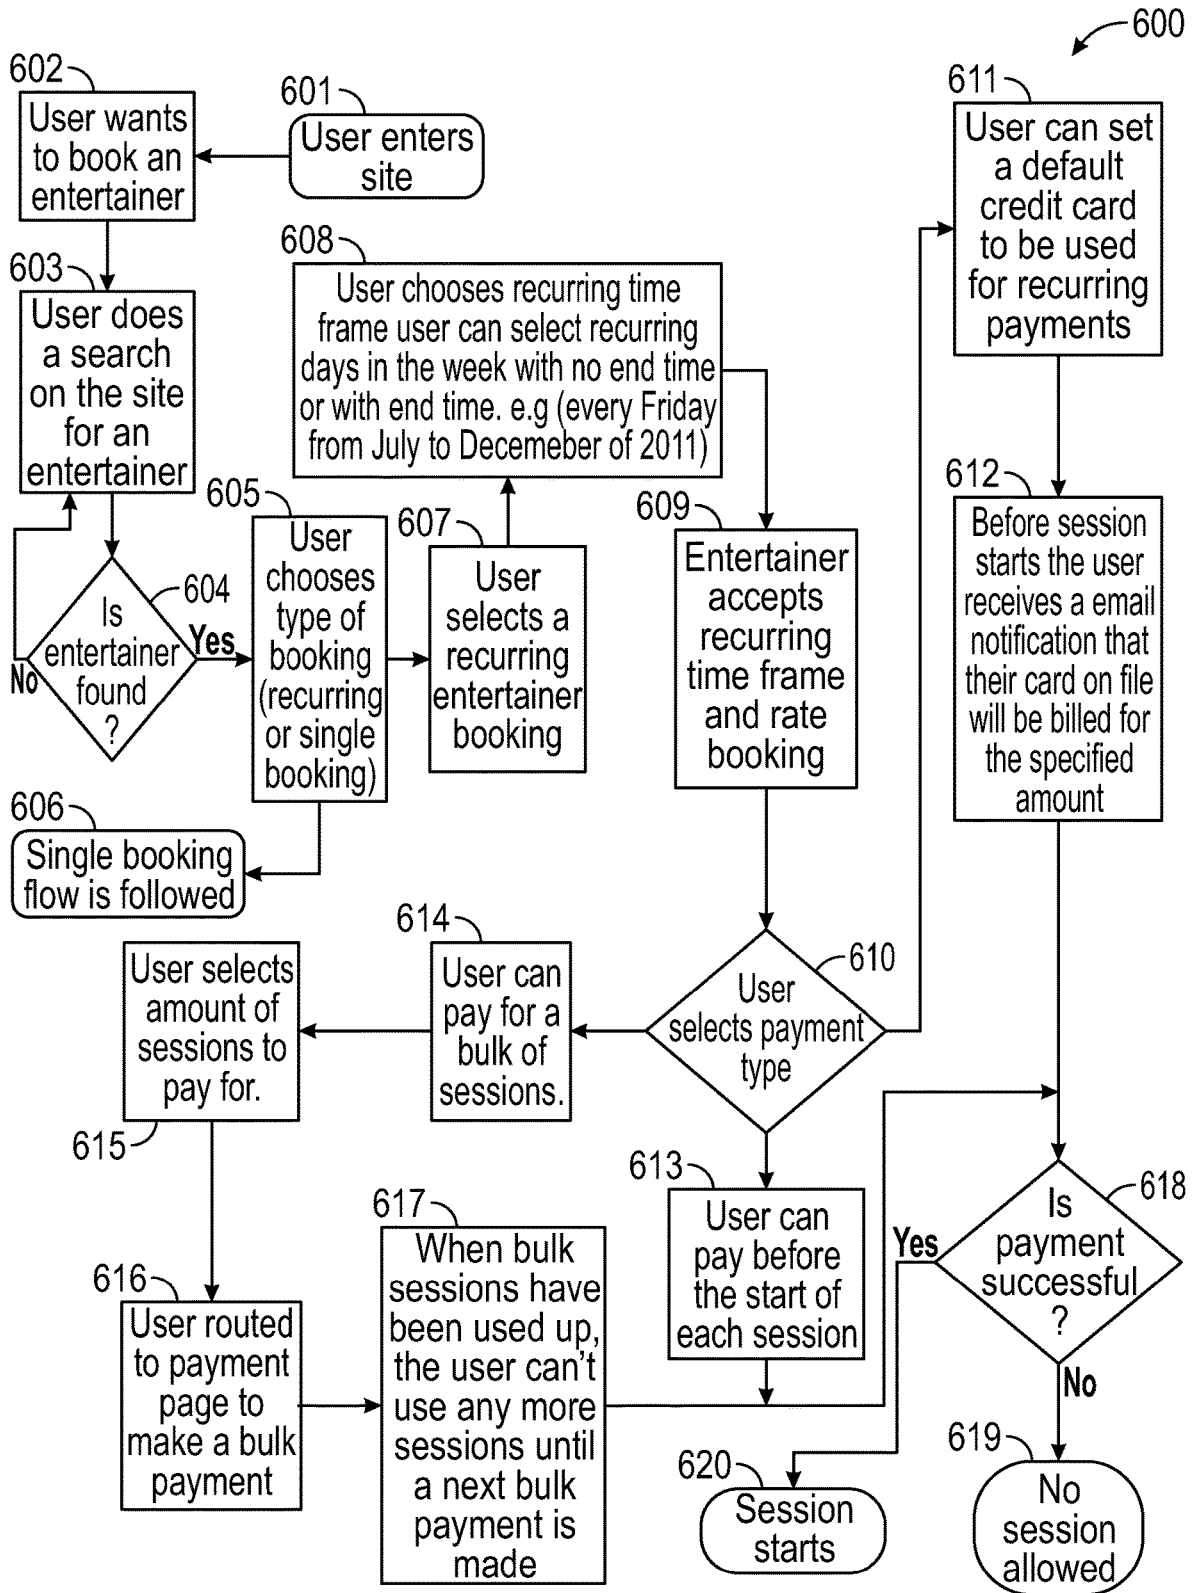 600
602
User wants
to book an
entertainer
601
User enters
site
603
User does
a search
on the site
for an
entertainer
608
User chooses recurring time
frame user can select recurring
days in the week with no end time
or with end time. e.g (every Friday
from July to Decemeber of 2011)
611
User can set
a default
credit card
to be used
for recurring
payments
604
Is
entertainer
found
?
No
Yes
605
User
chooses
type of
booking
(recurring
or single
booking)
607
User
selects a
recurring
entertainer
booking
609
Entertainer
accepts
recurring
time frame
and rate
booking
612
Before session
starts the user
receives a email
notification that
their card on file
will be billed for
the specified
amount
606
Single booking
flow is followed
610
User
selects payment
type
614
User can
pay for a
bulk of
sessions.
User selects
amount of
sessions to
pay for.
615
613
User can
pay before
the start of
each session
616
User routed
to payment
page to
make a bulk
payment
617
When bulk
sessions have
been used up,
the user can't
use any more
sessions until
a next bulk
payment is
made
618
Is
payment
successful
?
Yes
No
620
Session
starts
619
No
session
allowed